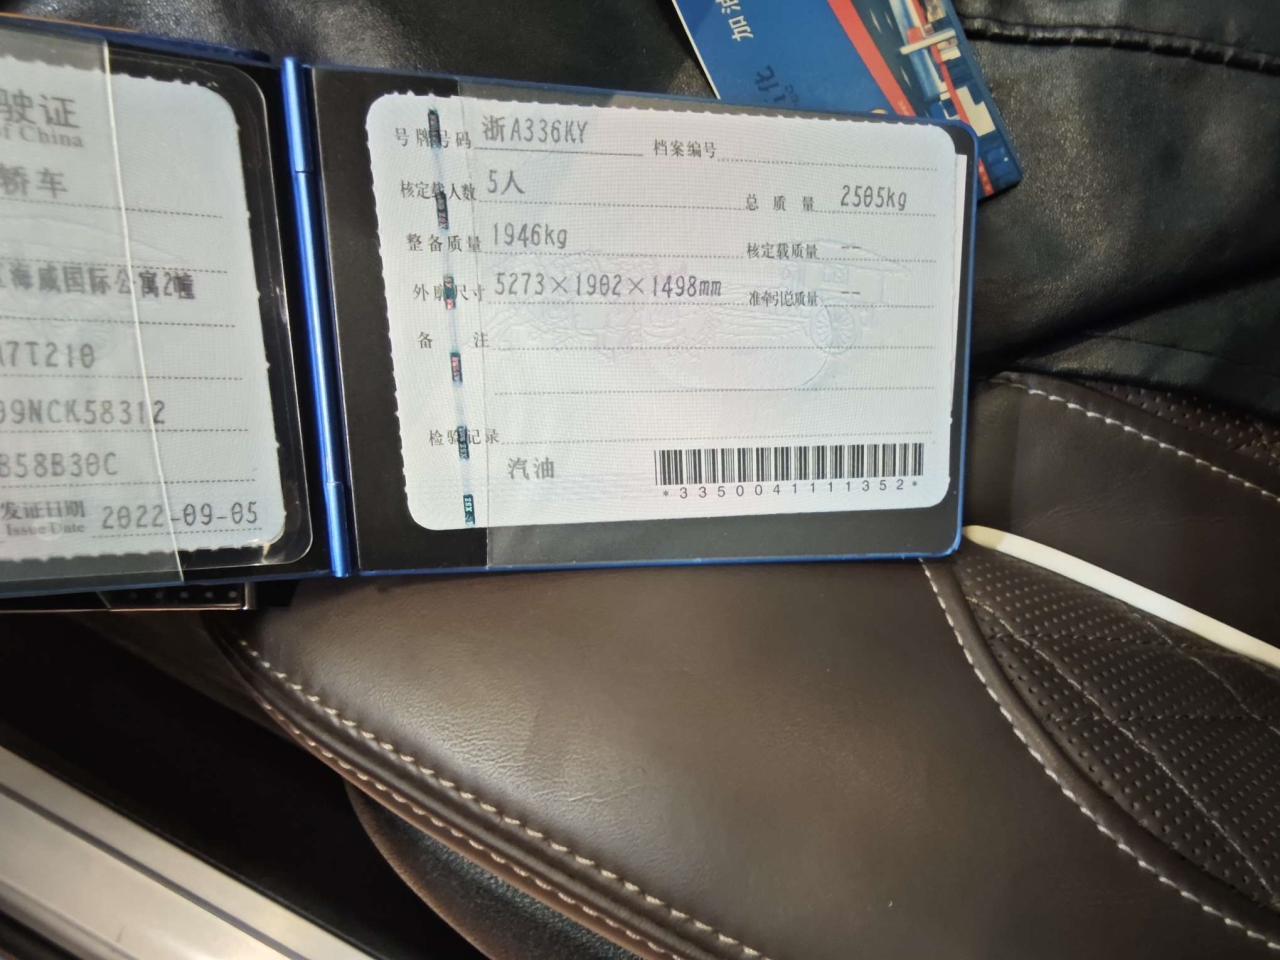 驶证
of China
轿车
海威国际公寓2幢
A7T210
09NCK58312
B58B30C
发证日期 2022-09-05
Issue Date
号牌号码 浙A336KY 档案编号
核定载人数 5人 总质量 2505kg
整备质量 1946kg 核定载质量 --
外廓尺寸 5273×1902×1498mm 准牵引总质量 --
备注
检验记录
汽油
*3350041111352*
加油